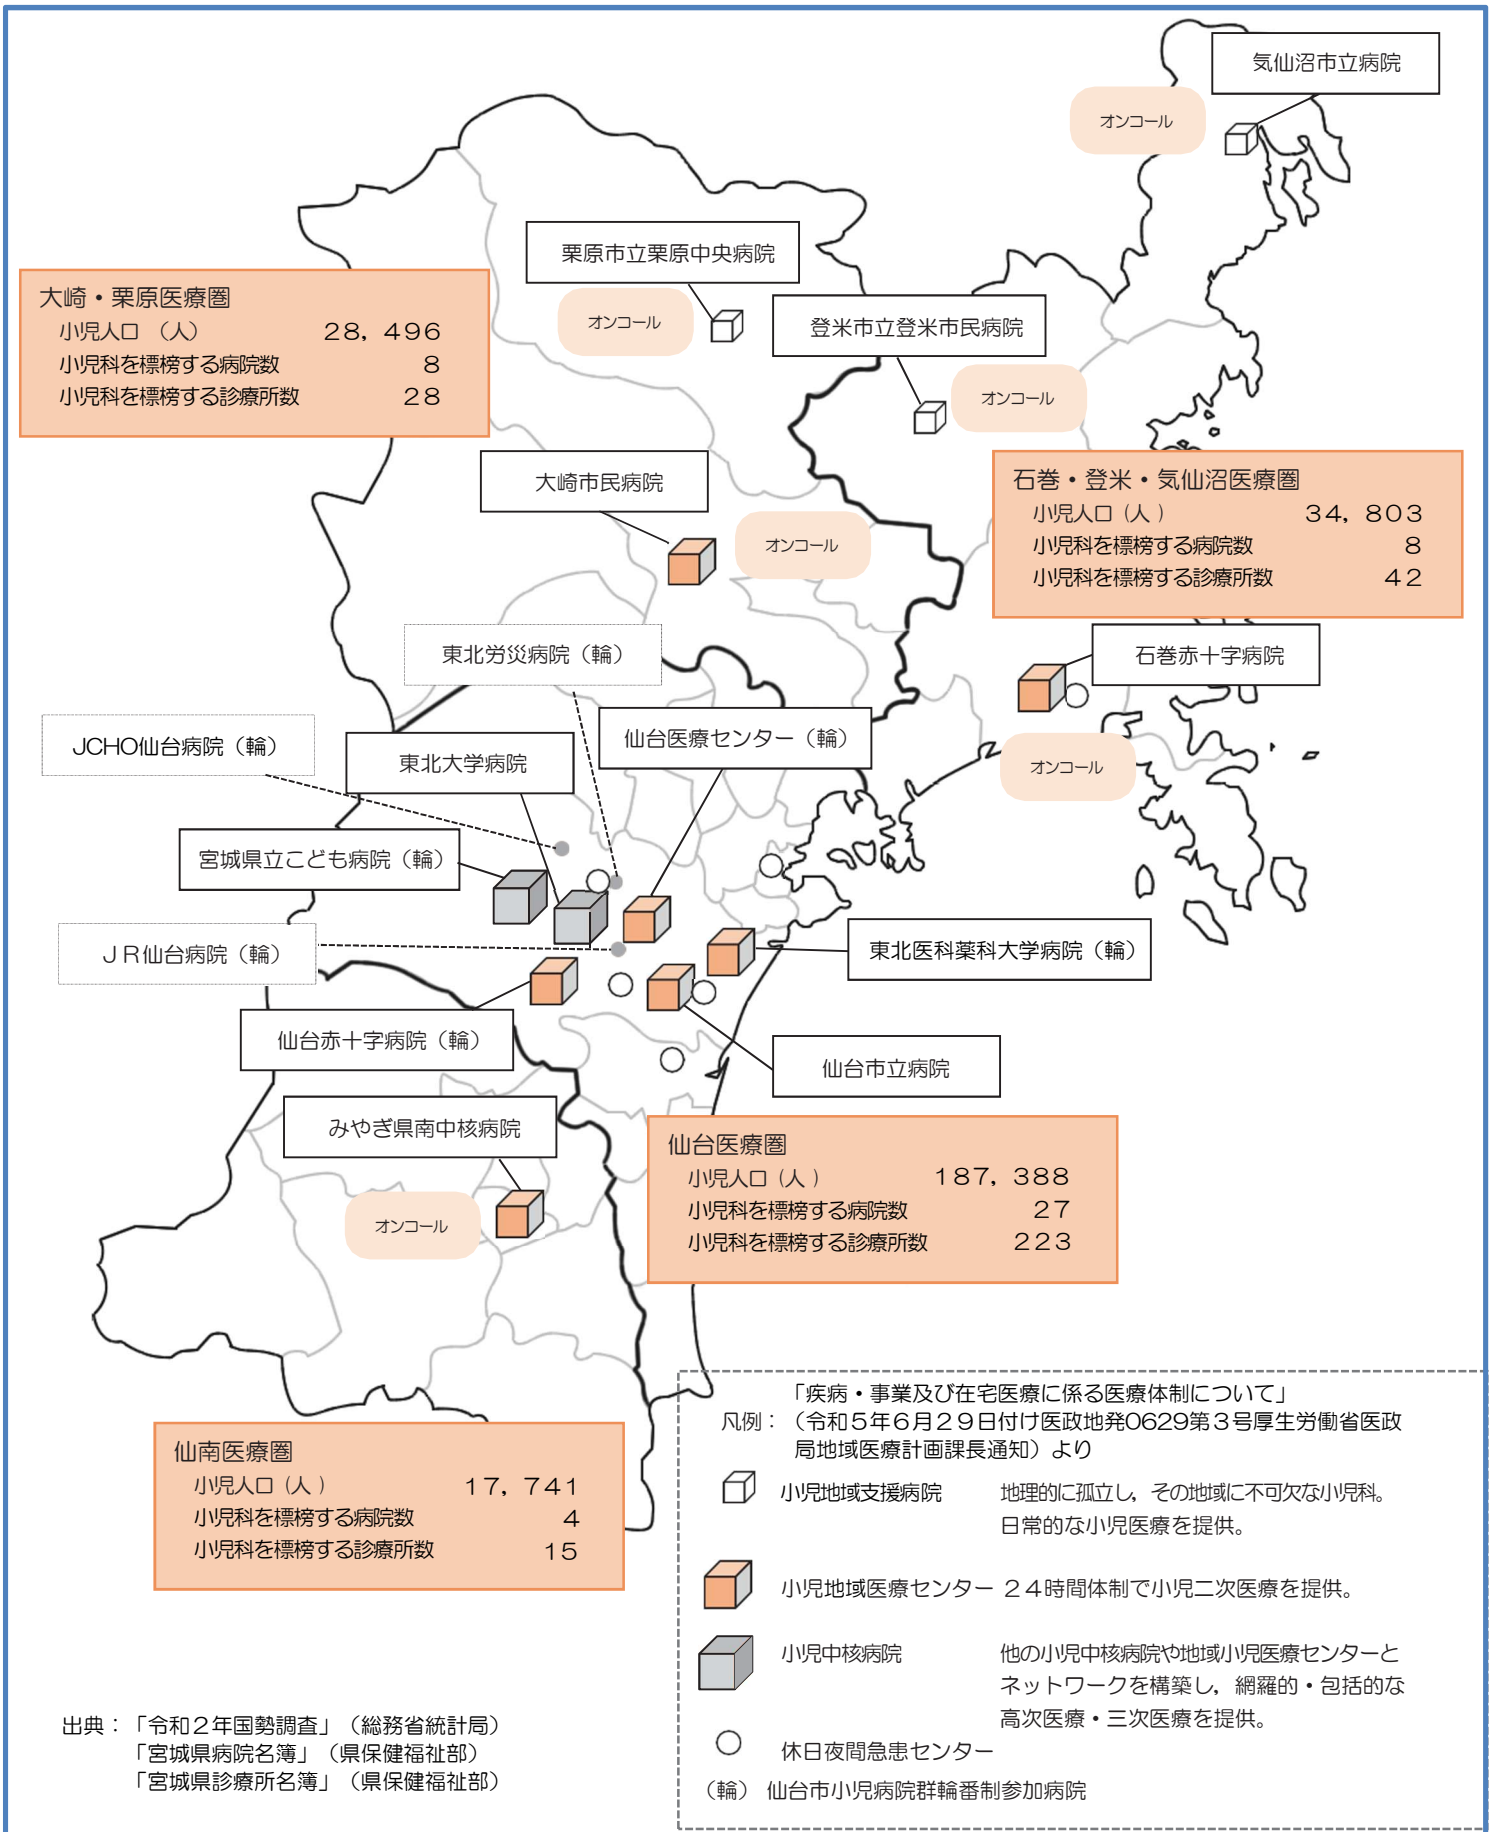 気仙沼市立病院
オンコール
栗原市立栗原中央病院
オンコール
登米市立登米市民病院
オンコール
大崎・栗原医療圏
小児人口 （人） 28，496
小児科を標榜する病院数 8
小児科を標榜する診療所数 28
大崎市民病院
オンコール
石巻・登米・気仙沼医療圏
小児人口（人 ） 34，803
小児科を標榜する病院数 8
小児科を標榜する診療所数 42
東北労災病院（輪）
石巻赤十字病院
オンコール
JCHO仙台病院（輪）
東北大学病院
仙台医療センター（輪）
宮城県立こども病院（輪）
ＪＲ仙台病院（輪）
東北医科薬科大学病院（輪）
仙台赤十字病院（輪）
仙台市立病院
みやぎ県南中核病院
オンコール
仙台医療圏
小児人口（人 ） 187，388
小児科を標榜する病院数 27
小児科を標榜する診療所数 223
仙南医療圏
小児人口（人 ） 17，741
小児科を標榜する病院数 4
小児科を標榜する診療所数 15
「疾病・事業及び在宅医療に係る医療体制について」
凡例：（令和５年６月２９日付け医政地発0629第３号厚生労働省医政
局地域医療計画課長通知）より
小児地域支援病院 地理的に孤立し，その地域に不可欠な小児科。
日常的な小児医療を提供。
小児地域医療センター ２４時間体制で小児二次医療を提供。
小児中核病院 他の小児中核病院や地域小児医療センターと
ネットワークを構築し，網羅的・包括的な
高次医療・三次医療を提供。
休日夜間急患センター
（輪） 仙台市小児病院群輪番制参加病院
出典：「令和２年国勢調査」（総務省統計局）
「宮城県病院名簿」（県保健福祉部）
「宮城県診療所名簿」（県保健福祉部）